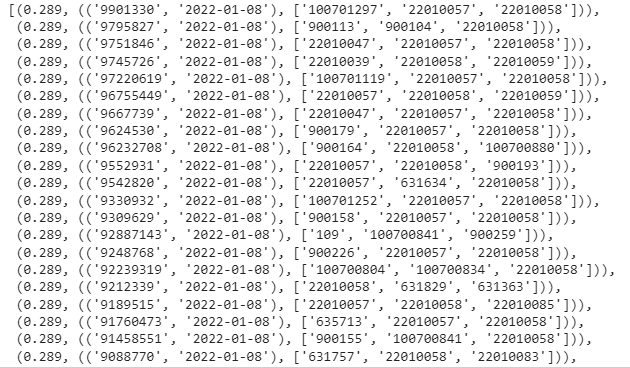 [(0.289, (('9901330', '2022-01-08'), ['100701297', '22010057', '22010058'])),
(0.289, (('9795827', '2022-01-08'), ['900113', '900104', '22010058'])),
(0.289, (('9751846', '2022-01-08'), ['22010047', '22010057', '22010058'])),
(0.289, (('9745726', '2022-01-08'), ['22010039', '22010058', '22010059'])),
(0.289, (('97220619', '2022-01-08'), ['100701119', '22010057', '22010058'])),
(0.289, (('96755449', '2022-01-08'), ['22010057', '22010058', '22010059'])),
(0.289, (('9667739', '2022-01-08'), ['22010047', '22010057', '22010058'])),
(0.289, (('9624530', '2022-01-08'), ['900179', '22010057', '22010058'])),
(0.289, (('96232708', '2022-01-08'), ['900164', '22010058', '100700880'])),
(0.289, (('9552931', '2022-01-08'), ['22010057', '22010058', '900193'])),
(0.289, (('9542820', '2022-01-08'), ['22010057', '631634', '22010058'])),
(0.289, (('9330932', '2022-01-08'), ['100701252', '22010057', '22010058'])),
(0.289, (('9309629', '2022-01-08'), ['900158', '22010057', '22010058'])),
(0.289, (('92887143', '2022-01-08'), ['109', '100700841', '900259'])),
(0.289, (('9248768', '2022-01-08'), ['900226', '22010057', '22010058'])),
(0.289, (('92239319', '2022-01-08'), ['100700804', '100700834', '22010058'])),
(0.289, (('9212339', '2022-01-08'), ['22010058', '631829', '631363'])),
(0.289, (('9189515', '2022-01-08'), ['22010057', '22010058', '22010085'])),
(0.289, (('91760473', '2022-01-08'), ['635713', '22010057', '22010058'])),
(0.289, (('91458551', '2022-01-08'), ['900155', '100700841', '22010058'])),
(0.289, (('9088770', '2022-01-08'), ['631757', '22010058', '22010083'])),